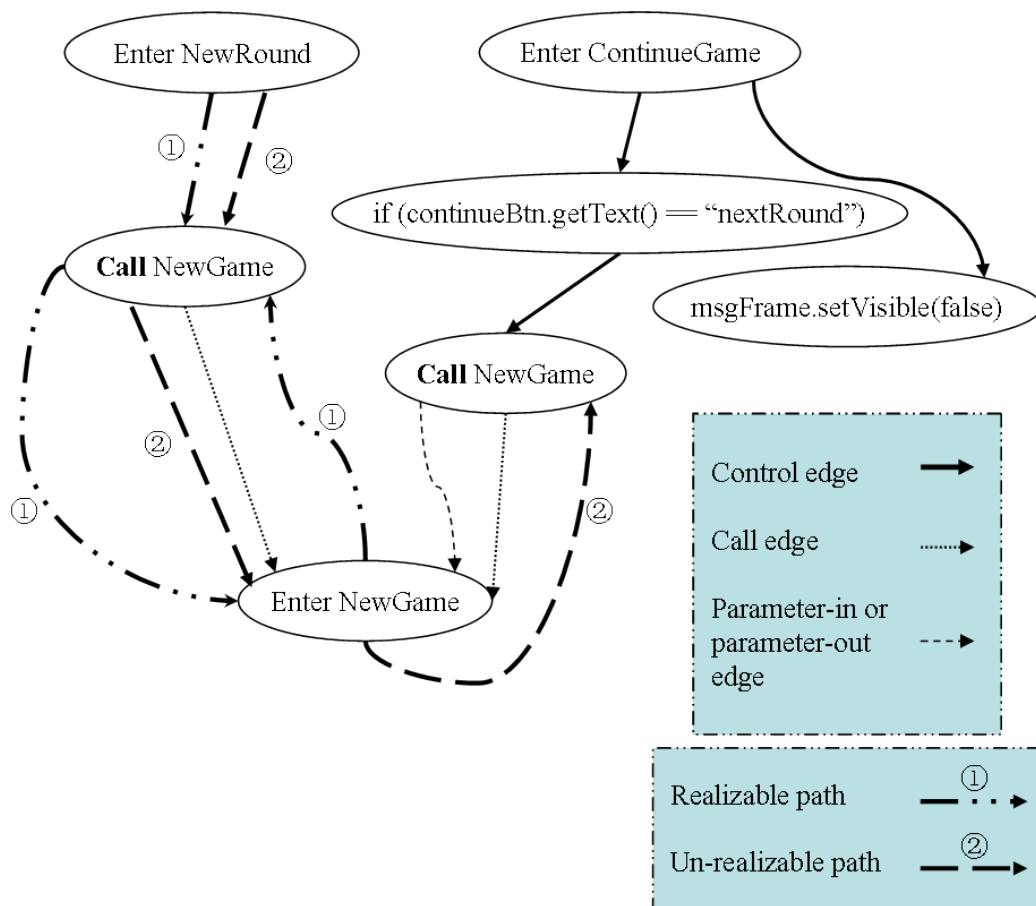 Enter NewRound
Enter ContinueGame
①
②
if (continueBtn.getText() == “nextRound”)
Call NewGame
msgFrame.setVisible(false)
Call NewGame
①
②
①
②
Enter NewGame
Control edge
Call edge
Parameter-in or
parameter-out
edge
Realizable path
①
Un-realizable path
②